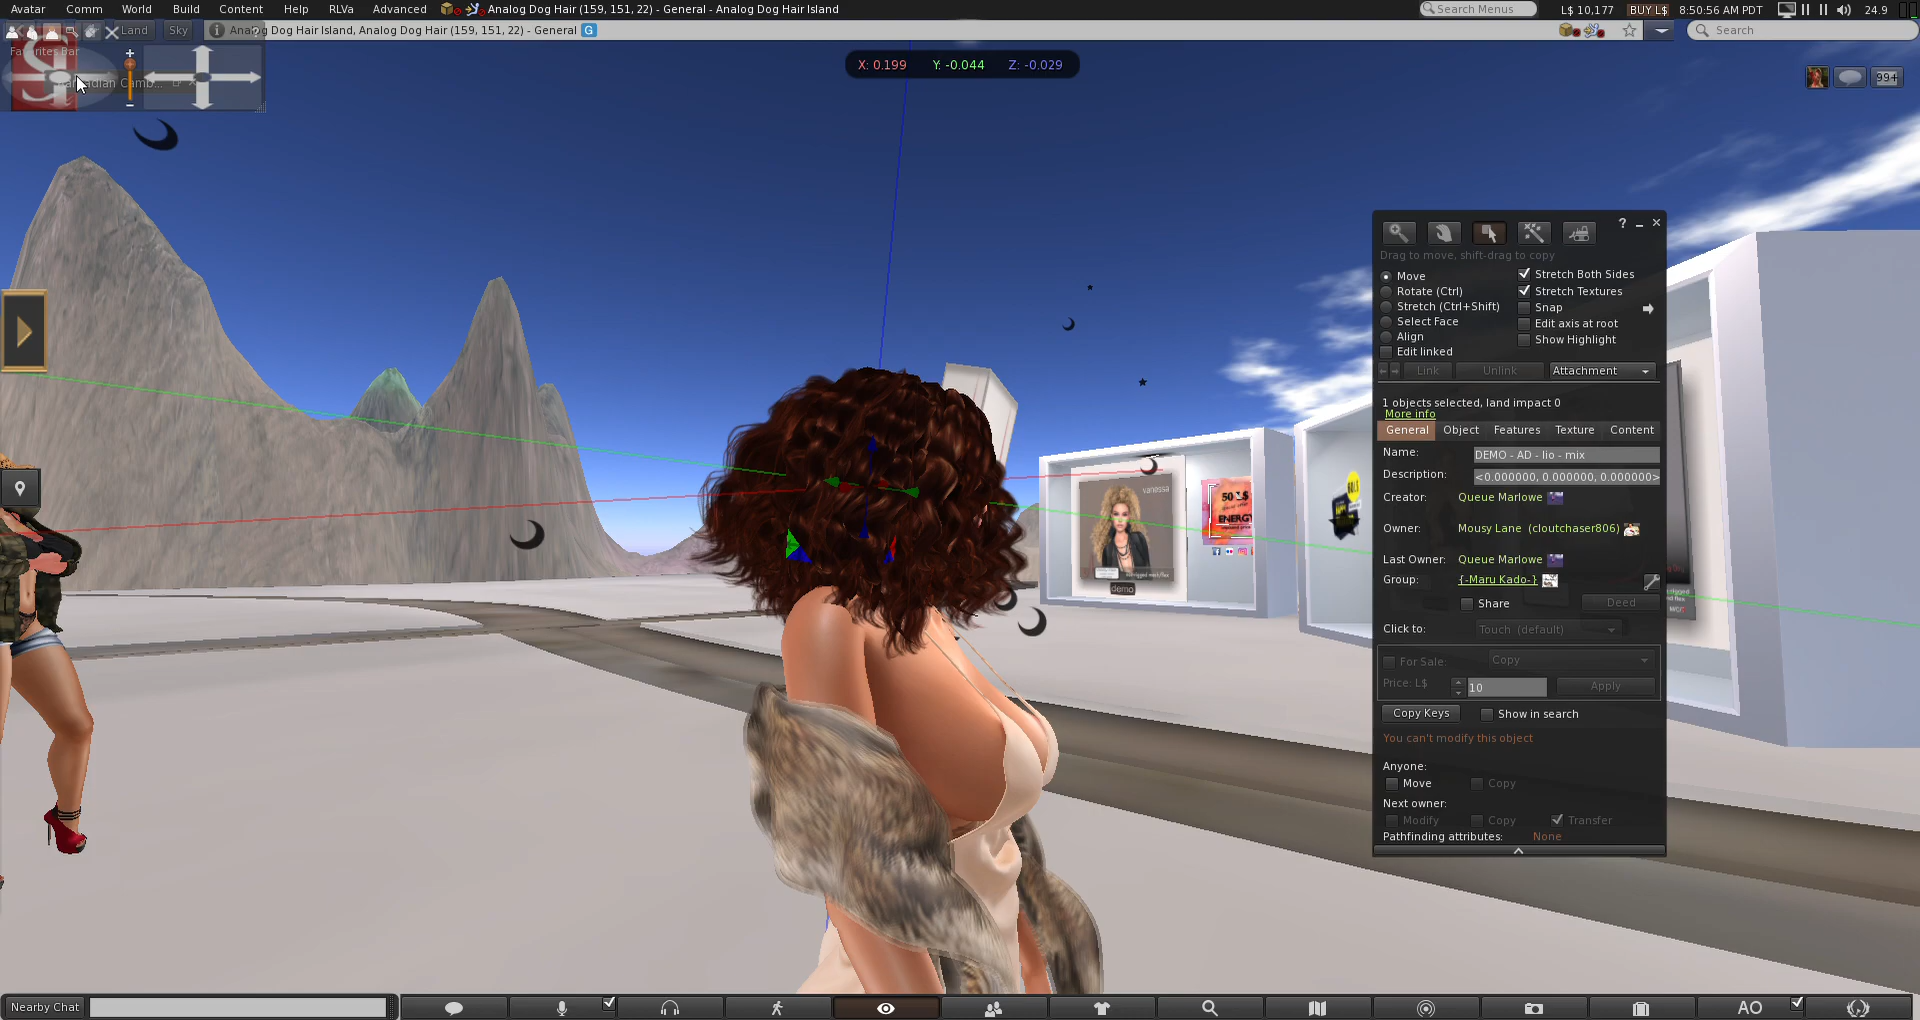 Avatar Comm World Build Content Help RLVa Advanced Analog Dog Hair (159, 151, 22) - General - Analog Dog Hair Island Search Menus L$ 10,177 BUY L$ 8:50:56 AM PDT 24.9
Land Sky Analog Dog Hair Island, Analog Dog Hair (159, 151, 22) - General G Search
Favorites Bar
X: 0.199 Y: -0.044 Z: -0.029
99+
? _ ×
Drag to move, shift-drag to copy
Move Stretch Both Sides
Rotate (Ctrl) Stretch Textures
Stretch (Ctrl+Shift) Snap
Select Face Edit axis at root
Align Show Highlight
Edit linked
Link Unlink Attachment
1 objects selected, land impact 0
More info
General Object Features Texture Content
Name: DEMO - AD - lio - mix
Description: <0.000000, 0.000000, 0.000000>
Creator: Queue Marlowe
Owner: Mousy Lane (cloutchaser806)
Last Owner: Queue Marlowe
Group: {-Maru Kado-}
Share Deed
Click to: Touch (default)
For Sale: Copy
Price: L$ 10 Apply
Copy Keys Show in search
You can't modify this object
Anyone:
Move Copy
Next owner:
Modify Copy Transfer
Pathfinding attributes: None
vanessa
demo
50 L$
ENERGY
Nearby Chat AO